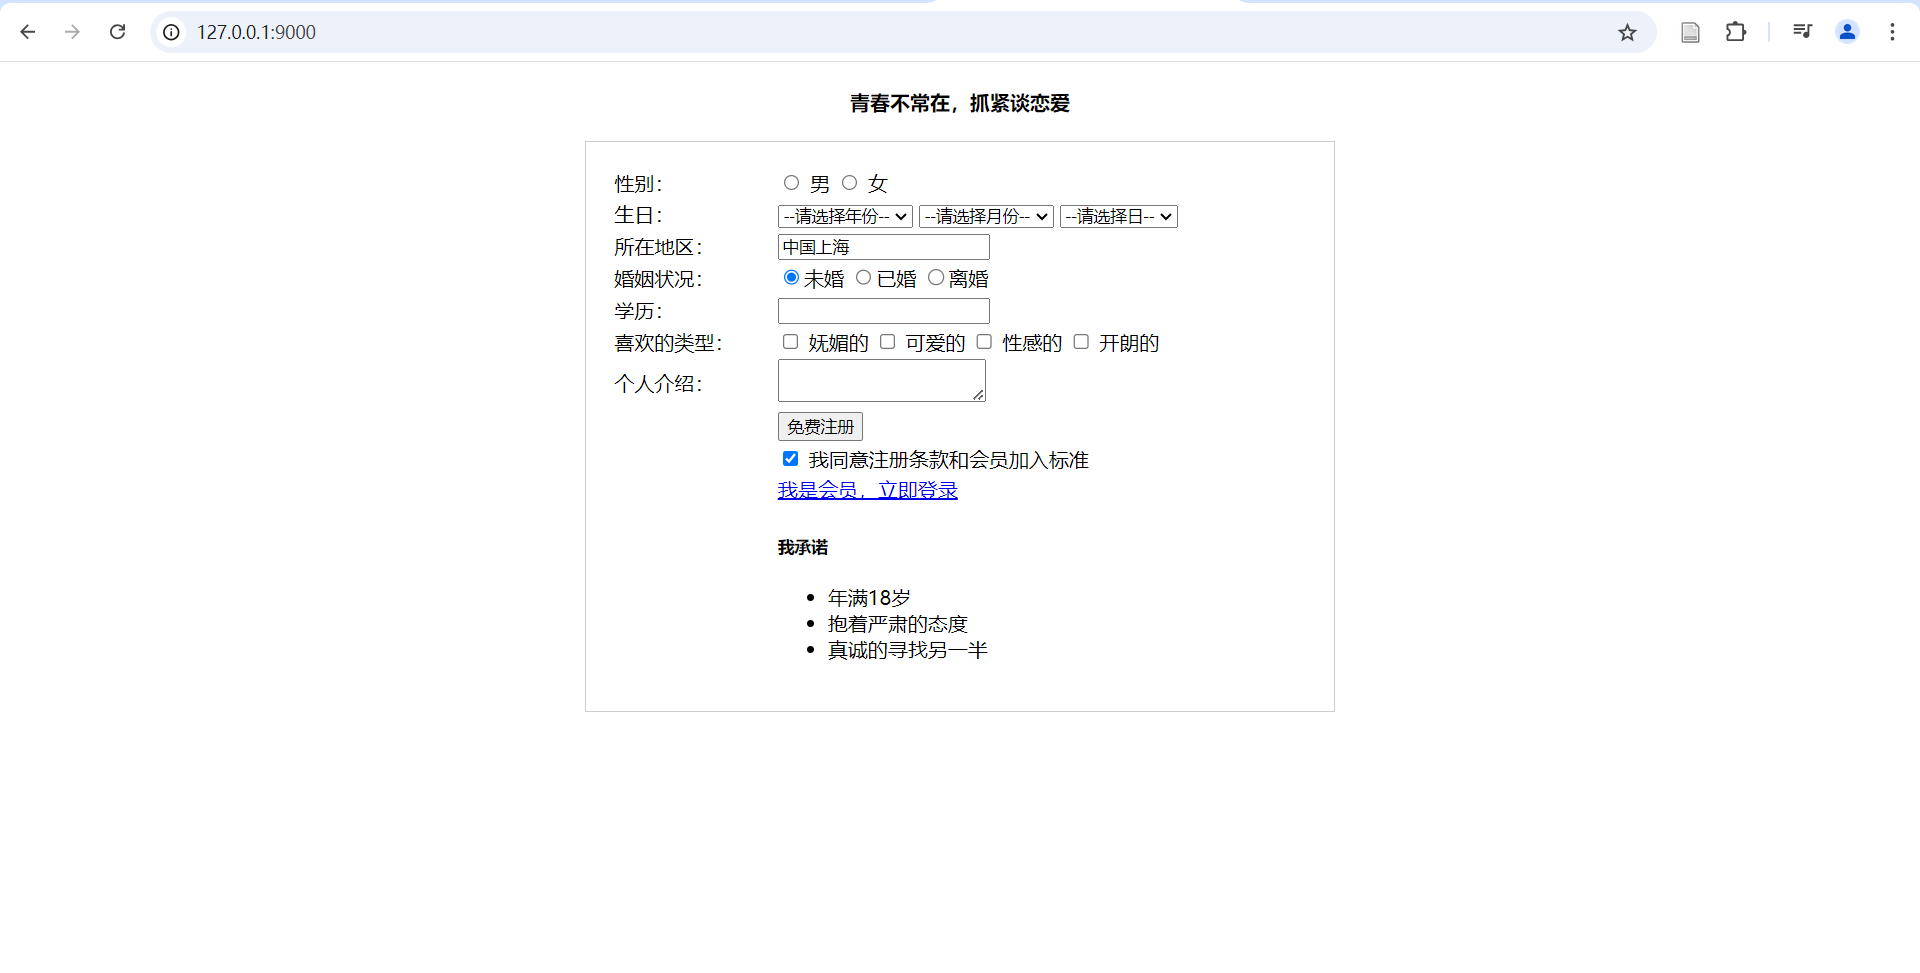 127.0.0.1:9000
青春不常在，抓紧谈恋爱
性别： 男 女
生日： --请选择年份-- --请选择月份-- --请选择日--
所在地区： 中国上海
婚姻状况： 未婚 已婚 离婚
学历：
喜欢的类型： 妩媚的 可爱的 性感的 开朗的
个人介绍：
免费注册
我同意注册条款和会员加入标准
我是会员，立即登录
我承诺
年满18岁
抱着严肃的态度
真诚的寻找另一半